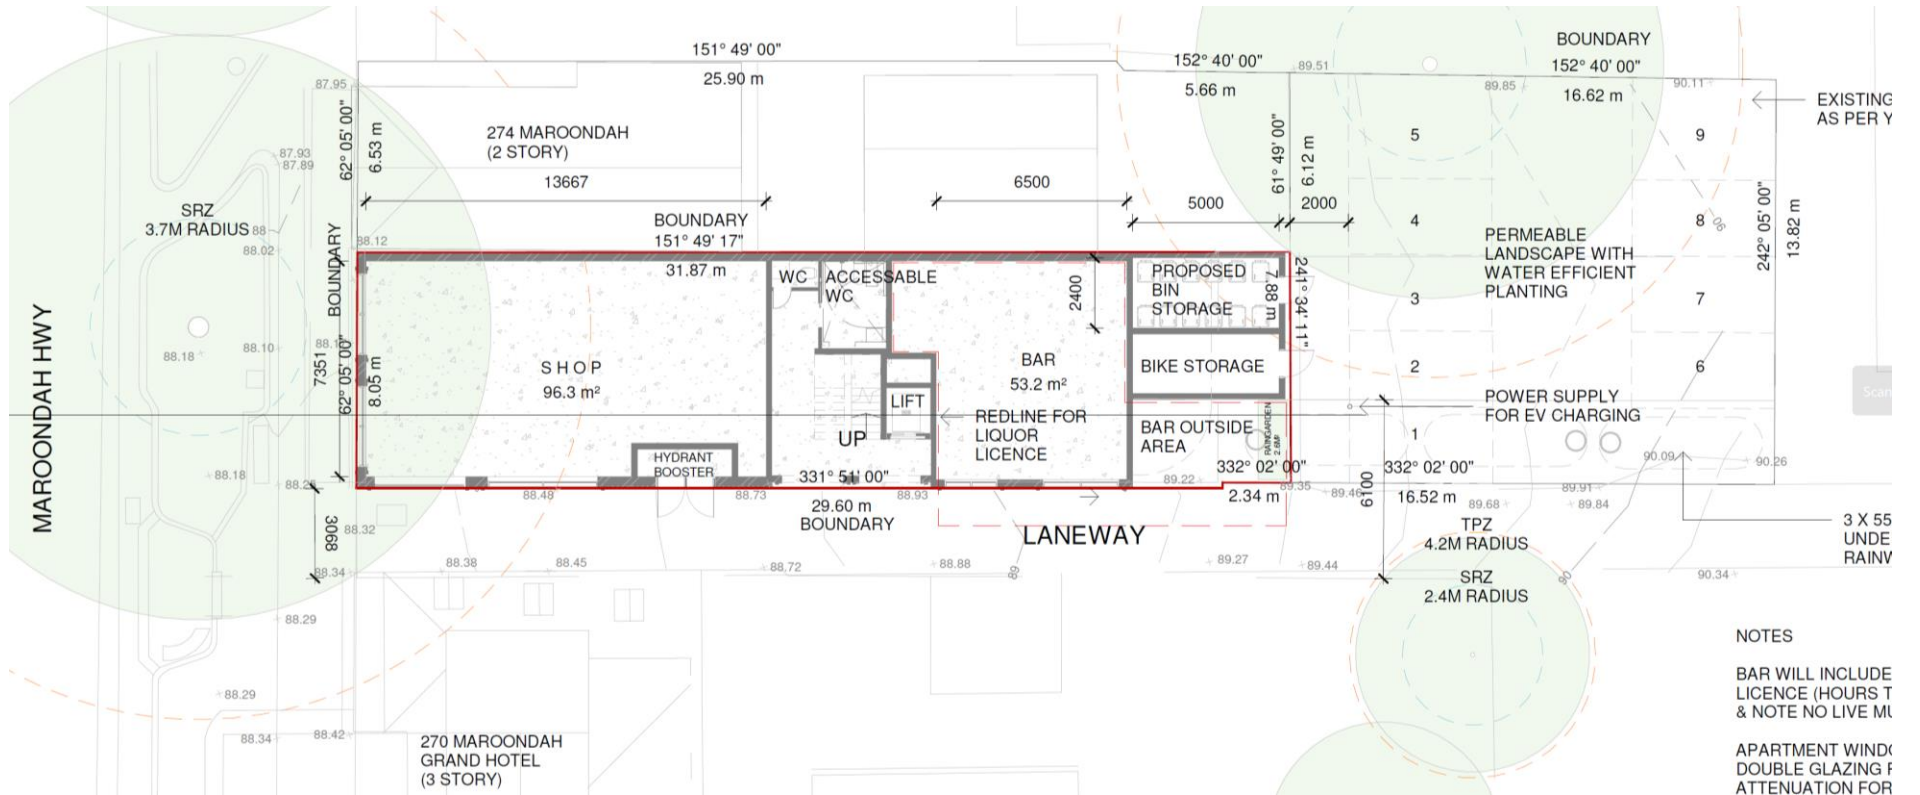 151° 49' 00"
25.90 m
152° 40' 00"
5.66 m
89.51
BOUNDARY
152° 40' 00"
16.62 m
89.85
90.11
EXISTING
AS PER Y
87.95
62° 05' 00"
6.53 m
274 MAROONDAH
(2 STORY)
87.93
87.89
13667
6500
61° 49' 00"
6.12 m
5000
2000
5
9
4
8
90
242° 05' 00"
13.82 m
SRZ
3.7M RADIUS
88
88.02
88.12
BOUNDARY
62° 05' 00"
8.05 m
7351
BOUNDARY
151° 49' 17"
31.87 m
WC
ACCESSABLE
WC
2400
PROPOSED
BIN
STORAGE
241° 34' 11"
7.88 m
3
7
PERMEABLE
LANDSCAPE WITH
WATER EFFICIENT
PLANTING
MAROONDAH HWY
88.18
88.10
88.1
SHOP
96.3 m²
BAR
53.2 m²
BIKE STORAGE
2
6
LIFT
UP
REDLINE FOR
LIQUOR
LICENCE
BAR OUTSIDE
AREA
RAINGARDEN
1
POWER SUPPLY
FOR EV CHARGING
HYDRANT
BOOSTER
88.18
88.48
88.73
331° 51' 00"
29.60 m
BOUNDARY
88.93
89.22
332° 02' 00"
2.34 m
89.35
89.46
6100
332° 02' 00"
16.52 m
89.68
89.91
89.84
90.09
90.26
3068
88.32
88.34
88.38
88.45
88.72
88.88
89
LANEWAY
89.27
89.44
TPZ
4.2M RADIUS
SRZ
2.4M RADIUS
90
90.34
3 X 55
UNDE
RAINW
88.29
88.29
88.34
88.42
270 MAROONDAH
GRAND HOTEL
(3 STORY)
NOTES
BAR WILL INCLUDE
LICENCE (HOURS T
& NOTE NO LIVE MU
APARTMENT WINDO
DOUBLE GLAZING F
ATTENUATION FOR
Scan